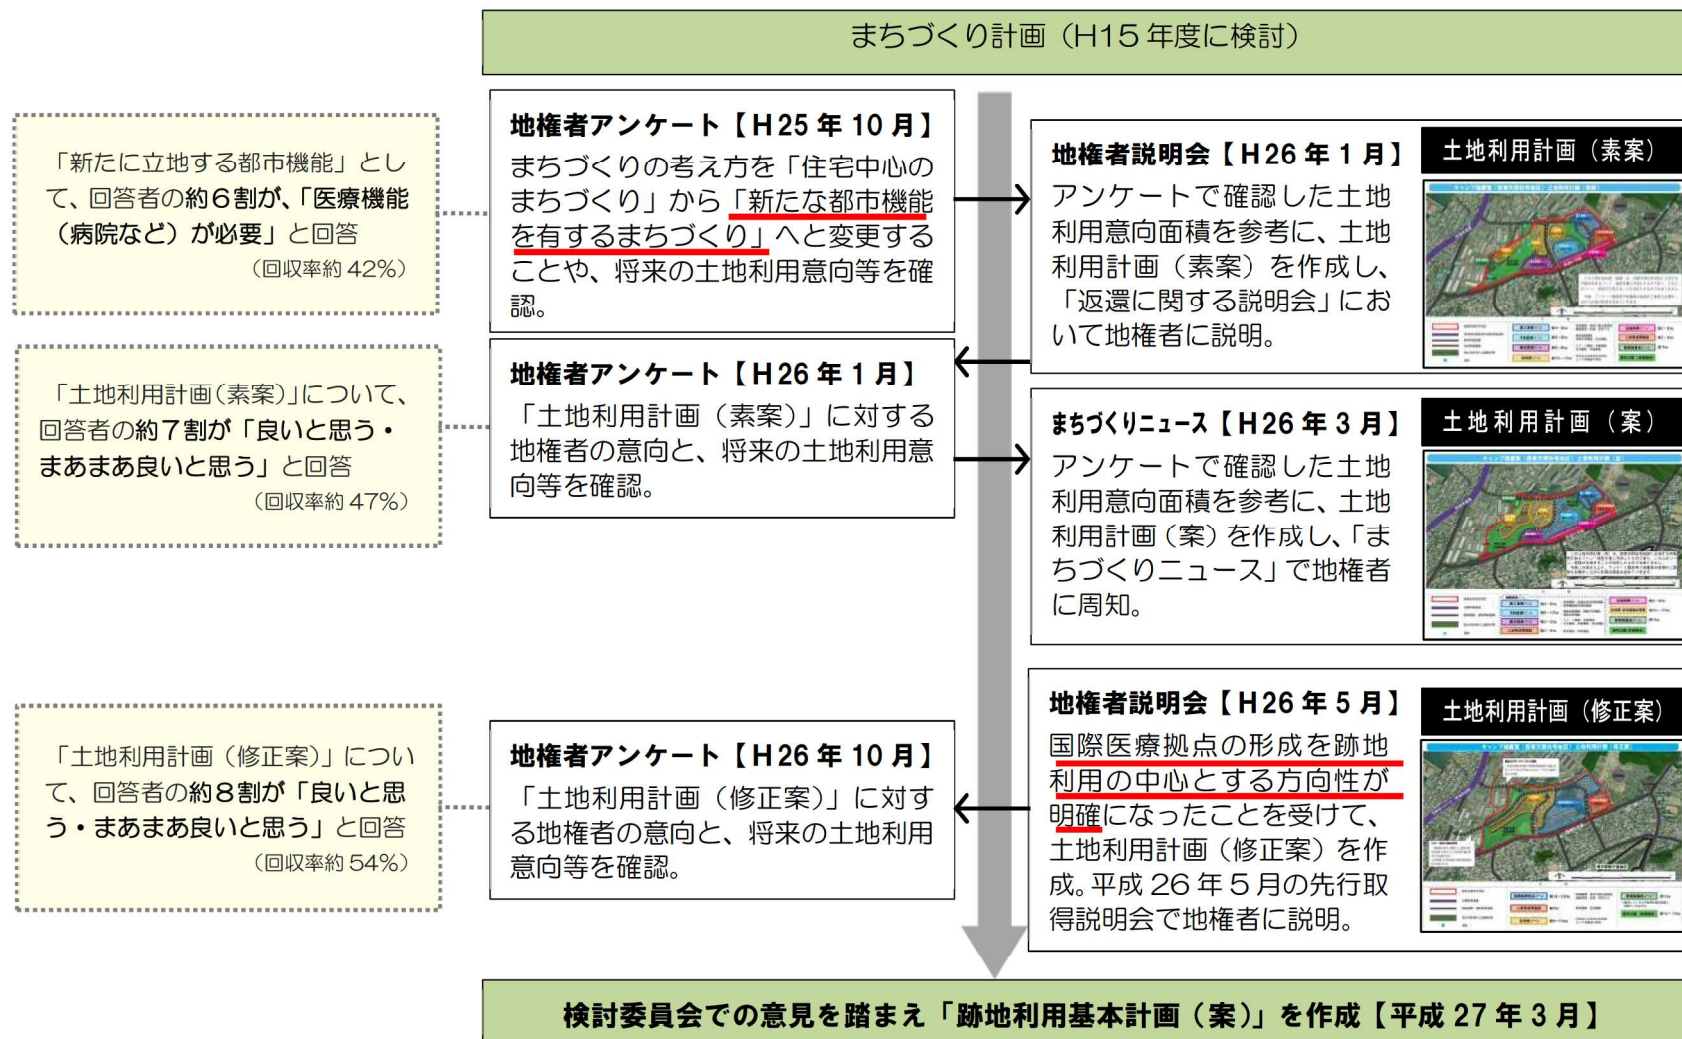 まちづくり計画（H15年度に検討）
「新たに立地する都市機能」とし
て、回答者の約6割が、「医療機能
（病院など）が必要」と回答
（回収率約42%）
地権者アンケート【H25年10月】
まちづくりの考え方を「住宅中心の
まちづくり」から「新たな都市機能
を有するまちづくり」へと変更する
ことや、将来の土地利用意向等を確
認。
地権者説明会【H26年1月】
アンケートで確認した土地
利用意向面積を参考に、土地
利用計画（素案）を作成し、
「返還に関する説明会」にお
いて地権者に説明。
土地利用計画（素案）
「土地利用計画（素案）」について、
回答者の約7割が「良いと思う・
まあまあ良いと思う」と回答
（回収率約47%）
地権者アンケート【H26年1月】
「土地利用計画（素案）」に対する
地権者の意向と、将来の土地利用意
向等を確認。
まちづくりニュース【H26年3月】
アンケートで確認した土地
利用意向面積を参考に、土地
利用計画（案）を作成し、「ま
ちづくりニュース」で地権者
に周知。
土地利用計画（案）
「土地利用計画（修正案）」につい
て、回答者の約8割が「良いと思
う・まあまあ良いと思う」と回答
（回収率約54%）
地権者アンケート【H26年10月】
「土地利用計画（修正案）」に対す
る地権者の意向と、将来の土地利用
意向等を確認。
地権者説明会【H26年5月】
国際医療拠点の形成を跡地
利用の中心とする方向性が
明確になったことを受けて、
土地利用計画（修正案）を作
成。平成26年5月の先行取
得説明会で地権者に説明。
土地利用計画（修正案）
検討委員会での意見を踏まえ「跡地利用基本計画（案）」を作成【平成27年3月】